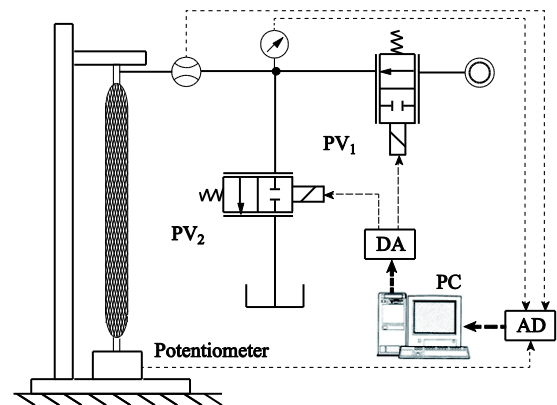 PV₁
PV₂
DA
PC
AD
Potentiometer